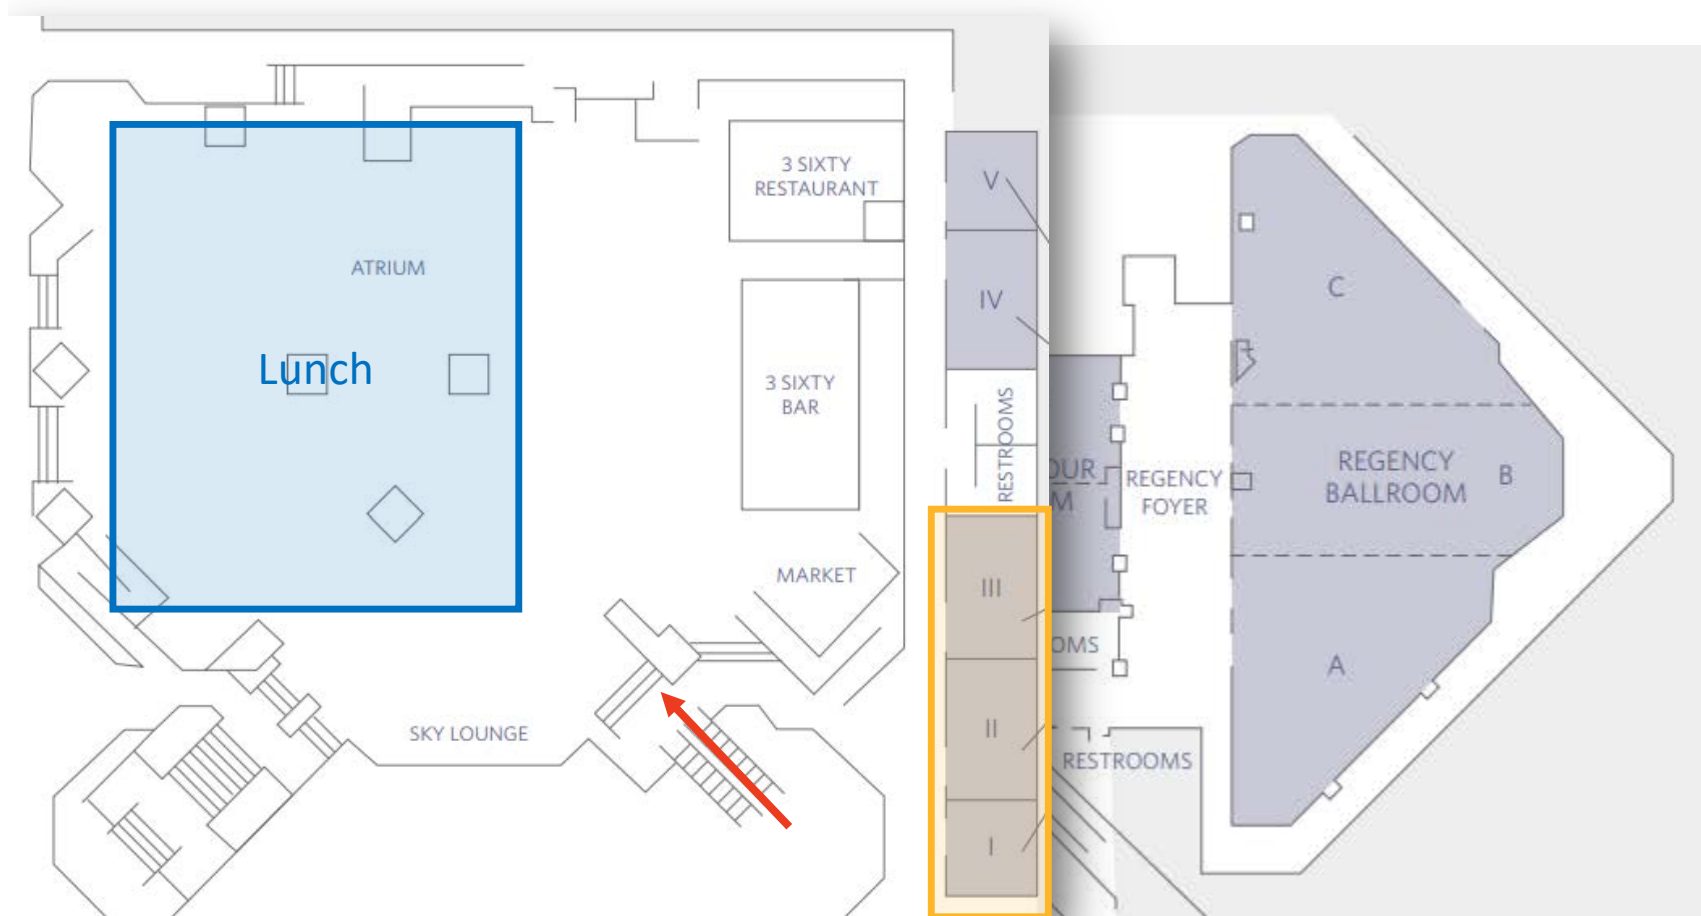 3 SIXTY
RESTAURANT
ATRIUM
Lunch
3 SIXTY
BAR
MARKET
SKY LOUNGE
V
IV
RESTROOMS
III
II
I
REGENCY
FOYER
RESTROOMS
C
REGENCY
BALLROOM
B
A